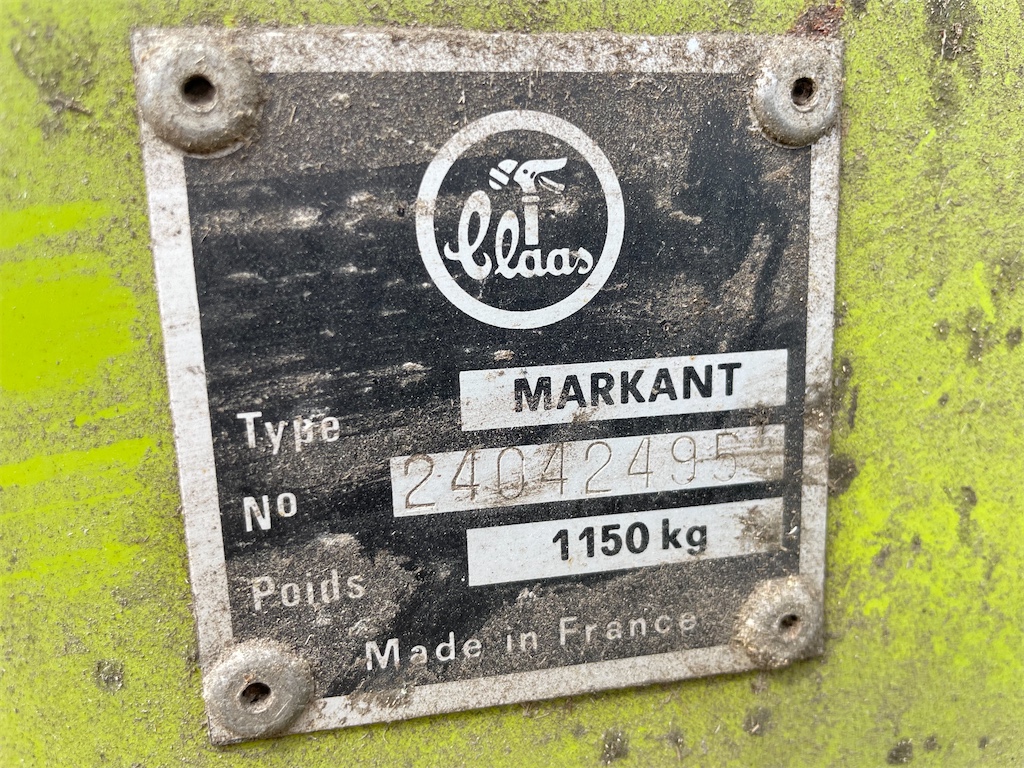 Claas
Type MARKANT
No 24042495
Poids 1150 kg
Made in France